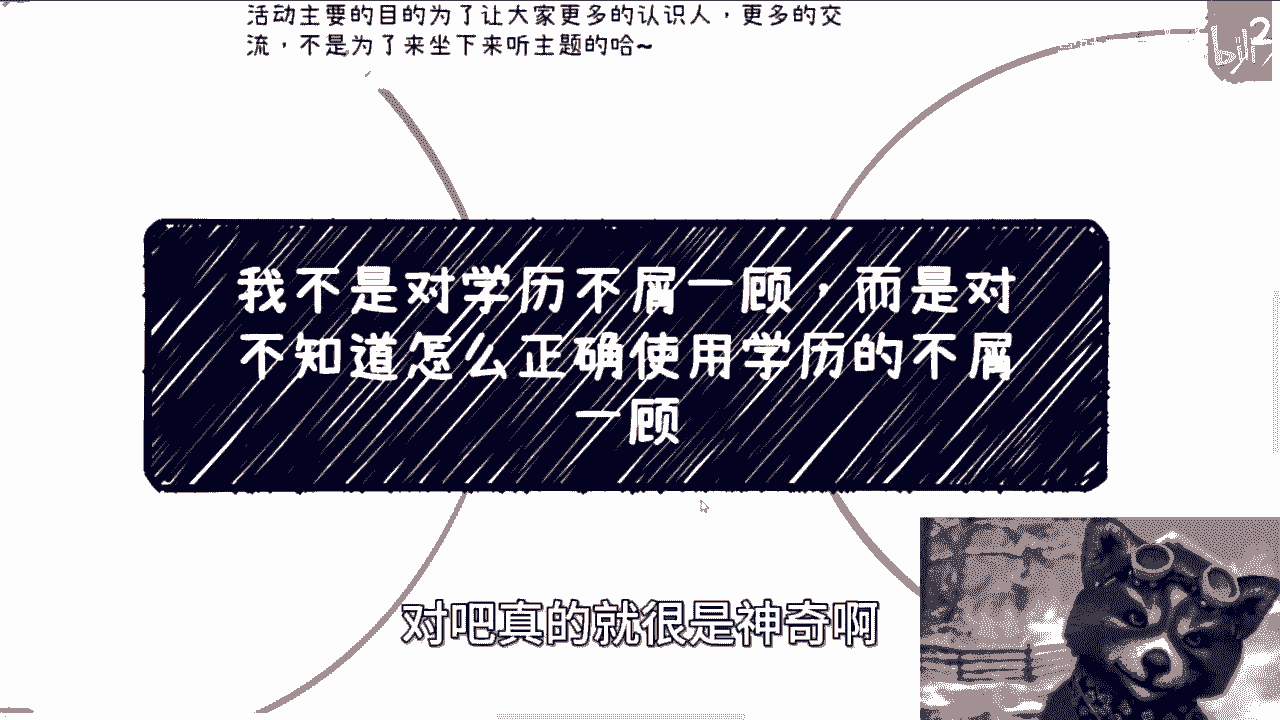 活动主要的目的为了让大家更多的认识人，更多的交
流，不是为了来坐下来听主题的哈~
我不是对学历不屑一顾，而是对
不知道怎么正确使用学历的不屑
一顾
对吧真的就很是神奇啊